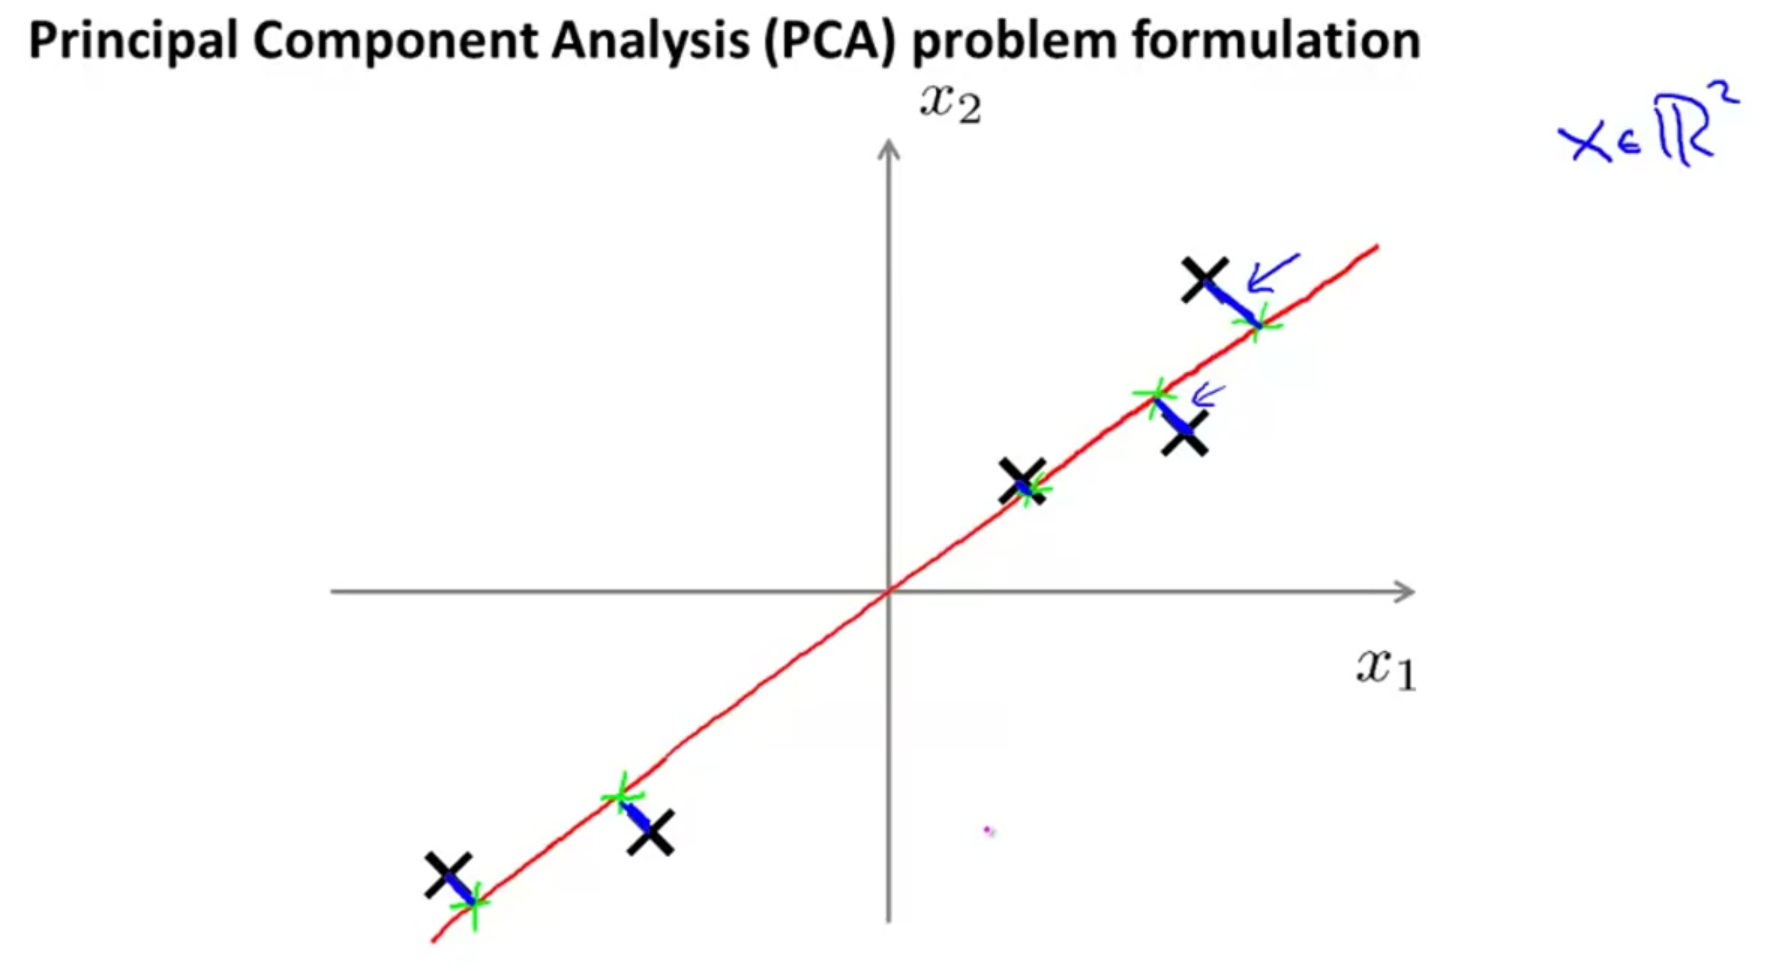 Principal Component Analysis (PCA) problem formulation
x₂
x ∈ ℝ²
x₁